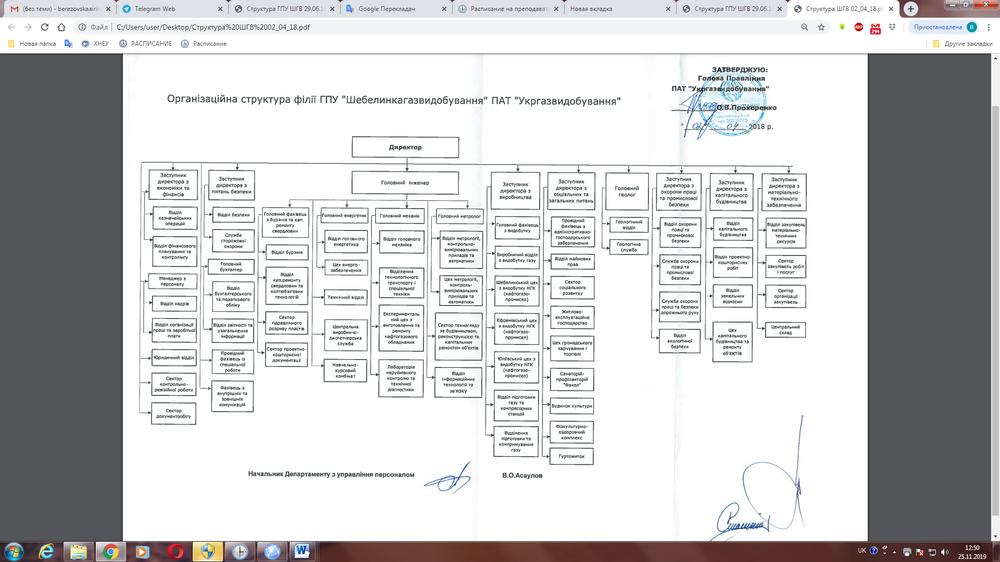 (без теми) - berezovskaairin
Telegram Web
Структура ГПУ ШГВ 29.06.1
Google Перекладач
Расписание на преподават
Новая вкладка
Структура ГПУ ШГВ 29.06.1
Структура ШГВ 02_04_18.pd
Файл
C:/Users/user/Desktop/Структура%20ШГВ%2002_04_18.pdf
ABP
294
Приостановлена
B
Новая папка
ХНЕУ
РАСПИСАНИЕ
Расписание
Другие закладки
ЗАТВЕРДЖУЮ:
Голова Правління
ПАТ "Укргазвидобування"
О.В.Прохоренко
ідентифікаційний
код 30019775
"02" 04 2018 р.
Організаційна структура філії ГПУ "Шебелинкагазвидобування" ПАТ "Укргазвидобування"
Директор
Заступник
директора з
економіки та
фінансів
Відділ
казначейських
операцій
Відділ фінансового
планування та
контролінгу
Менеджер з
персоналу
Відділ кадрів
Відділ організації
праці та заробітної
плати
Юридичний відділ
Сектор
контрольно-
ревізійної роботи
Сектор
документообігу
Заступник
директора з
питань безпеки
Відділ безпеки
Служба
сторожової
охорони
Головний
бухгалтер
Відділ
бухгалтерського
та податкового
обліку
Відділ звітності та
узагальнення
інформації
Провідний
фахівець із
спеціальної
роботи
Фахівець з
внутрішніх та
зовнішніх
комунікацій
Головний інженер
Головний фахівець
з буріння та кап.
ремонту
свердловин
Відділ буріння
Відділ
кап.ремонту
свердловин та
колтюбінгових
технологій
Сектор
гідравлічного
розриву пластів
Сектор проектно-
кошторисної
документації
Головний енергетик
Відділ головного
енергетика
Цех енерго-
забезпечення
Технічний відділ
Центральна
виробничо-
диспетчерська
служба
Навчально-
курсовий
комбінат
Головний механік
Відділ головного
механіка
Відділення
технологічного
транспорту і
спеціальної
техніки
Експерименталь
ний цех з
виготовлення та
ремонту
нафтогазового
обладнання
Лабораторія
неруйнівного
контролю та
технічної
діагностики
Головний метролог
Відділ метрології,
контрольно-
вимірювальних
приладів та
автоматики
Цех метрології,
контроль-
вимірювальних
приладів та
автоматики
Сектор технагляду
за будівництвом,
реконструкцією та
капітальним
ремонтом об'єктів
Відділ
інформаційних
технологій та
зв'язку
Заступник
директора з
виробництва
Головний фахівець
з видобутку
Виробничий відділ
з видобутку газу
Шебелинський цех
з видобутку НГК
(нафтогазо-
промисел)
Єфремівський цех
з видобутку НГК
(нафтогазо-
промисел)
Юліївський цех з
видобутку НГК
(нафтогазо-
промисел)
Відділ підготовки
газу та
компресорних
станцій
Відділення
підготовки та
компримування
газу
Заступник
директора з
соціальних та
загальних питань
Провідний
фахівець з
адміністративно-
господарського
забезпечення
Відділ майнових
прав
Сектор
соціального
розвитку
Житлово-
експлуатаційне
господарство
Цех громадського
харчування і
торгівлі
Санаторій-
профілакторій
"Факел"
Будинок культури
Фізкультурно-
оздоровчий
комплекс
Гуртожиток
Головний
геолог
Геологічний
відділ
Геологічна
служба
Заступник
директора з
охорони праці
та промислової
безпеки
Відділ охорони
праці та
промислової
безпеки
Служба охорони
праці та
промислової
безпеки
Служба охорони
праці та безпеки
дорожнього руху
Відділ
екологічної
безпеки
Заступник
директора з
капітального
будівництва
Відділ
капітального
будівництва
Відділ проектно-
кошторисних
робіт
Відділ
земельних
відносин
Цех
капітального
будівництва та
ремонту
об'єктів
Заступник
директора з
матеріально-
технічного
забезпечення
Відділ закупівель
матеріально-
технічних
ресурсів
Сектор
закупівель робіт
і послуг
Сектор
організації
закупівель
Центральний
склад
Начальник Департаменту з управління персоналом
В.О.Асаулов
UK
12:50
25.11.2019